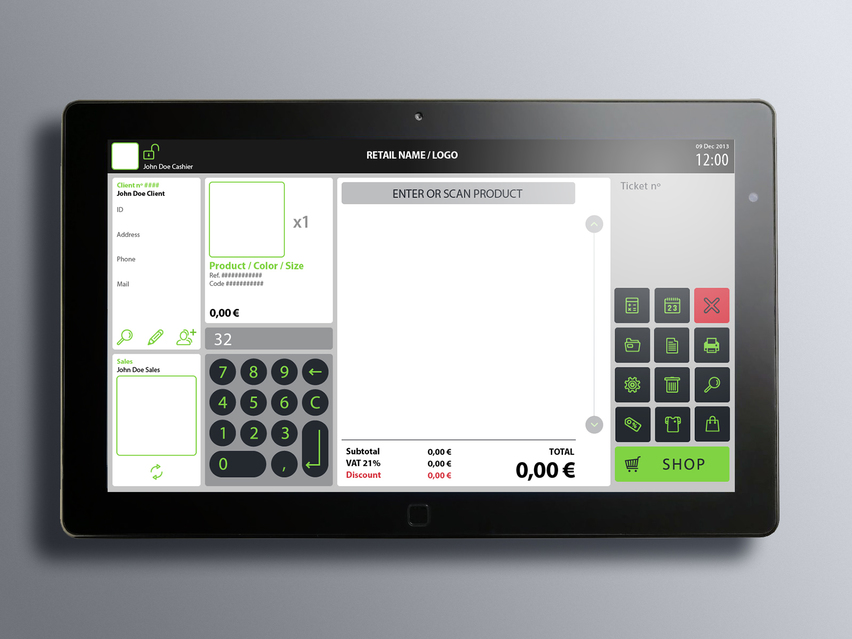 John Doe Cashier
RETAIL NAME / LOGO
09 Dec 2013
12:00
Client nº ####
John Doe Client
ID
Address
Phone
Mail
x1
Product / Color / Size
Ref. ############
Code ###########
0,00 €
ENTER OR SCAN PRODUCT
Ticket nº
32
Sales
John Doe Sales
7 8 9 ←
4 5 6 C
1 2 3
0 ,
Subtotal 0,00 €
VAT 21% 0,00 €
Discount 0,00 €
TOTAL
0,00 €
23
%
SHOP